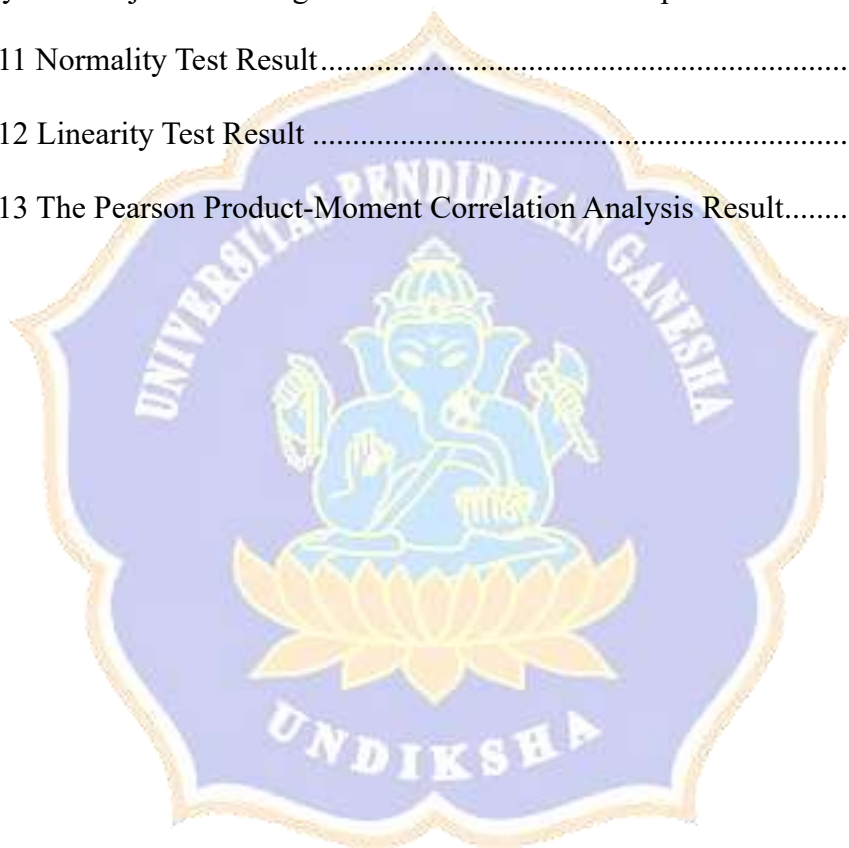 11 Normality Test Result..................................................................
12 Linearity Test Result ...................................................................
13 The Pearson Product-Moment Correlation Analysis Result........
UNIVERSITAS PENDIDIKAN GANESHA
UNDIKSHA